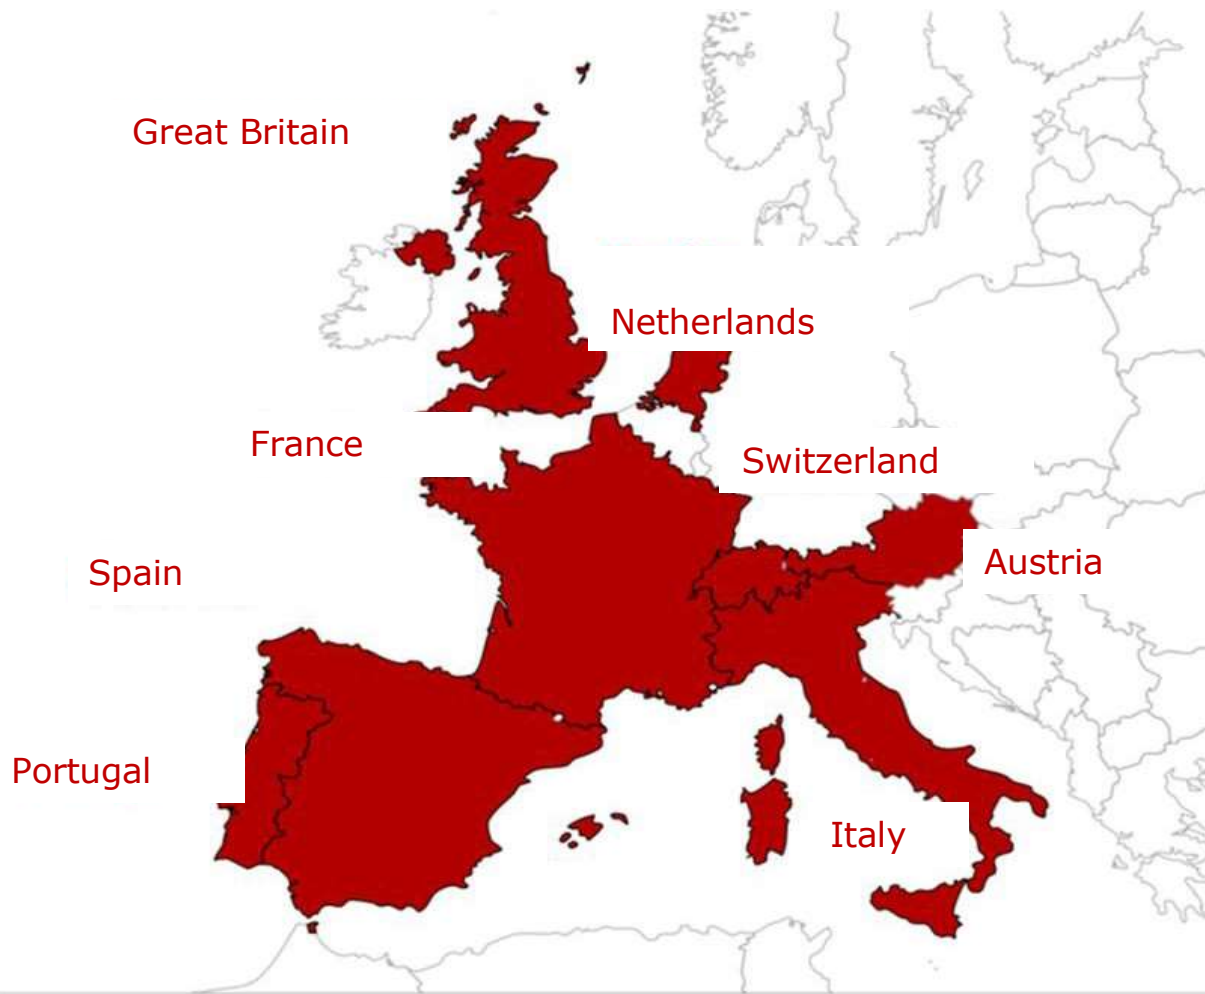 Great Britain
Netherlands
France
Switzerland
Austria
Spain
Portugal
Italy